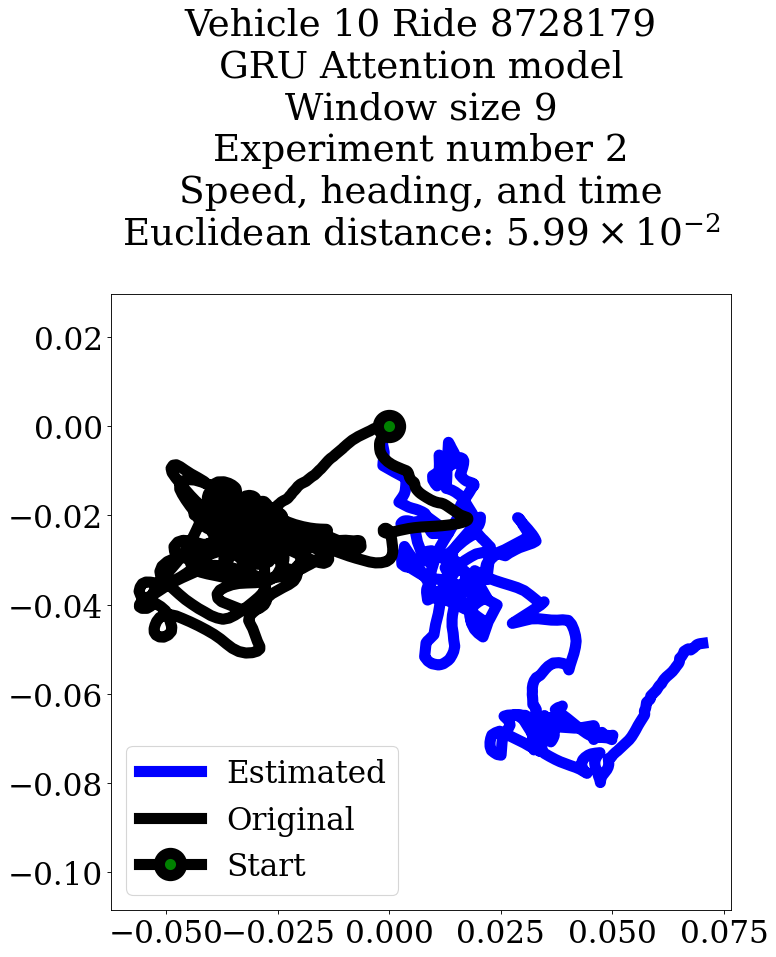 Vehicle 10 Ride 8728179
GRU Attention model
Window size 9
Experiment number 2
Speed, heading, and time
Euclidean distance: 5.99 × 10⁻²
0.02
0.00
−0.02
−0.04
−0.06
−0.08
−0.10
Estimated
Original
Start
−0.050 −0.025 0.000 0.025 0.050 0.075